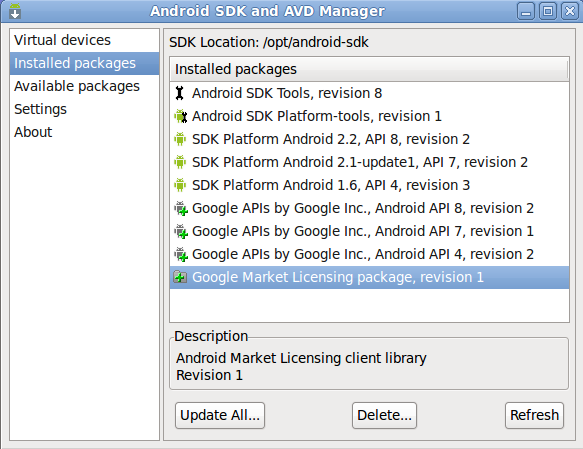 Android SDK and AVD Manager
Virtual devices
Installed packages
Available packages
Settings
About
SDK Location: /opt/android-sdk
Installed packages
Android SDK Tools, revision 8
Android SDK Platform-tools, revision 1
SDK Platform Android 2.2, API 8, revision 2
SDK Platform Android 2.1-update1, API 7, revision 2
SDK Platform Android 1.6, API 4, revision 3
Google APIs by Google Inc., Android API 8, revision 2
Google APIs by Google Inc., Android API 7, revision 1
Google APIs by Google Inc., Android API 4, revision 2
Google Market Licensing package, revision 1
Description
Android Market Licensing client library
Revision 1
Update All...
Delete...
Refresh